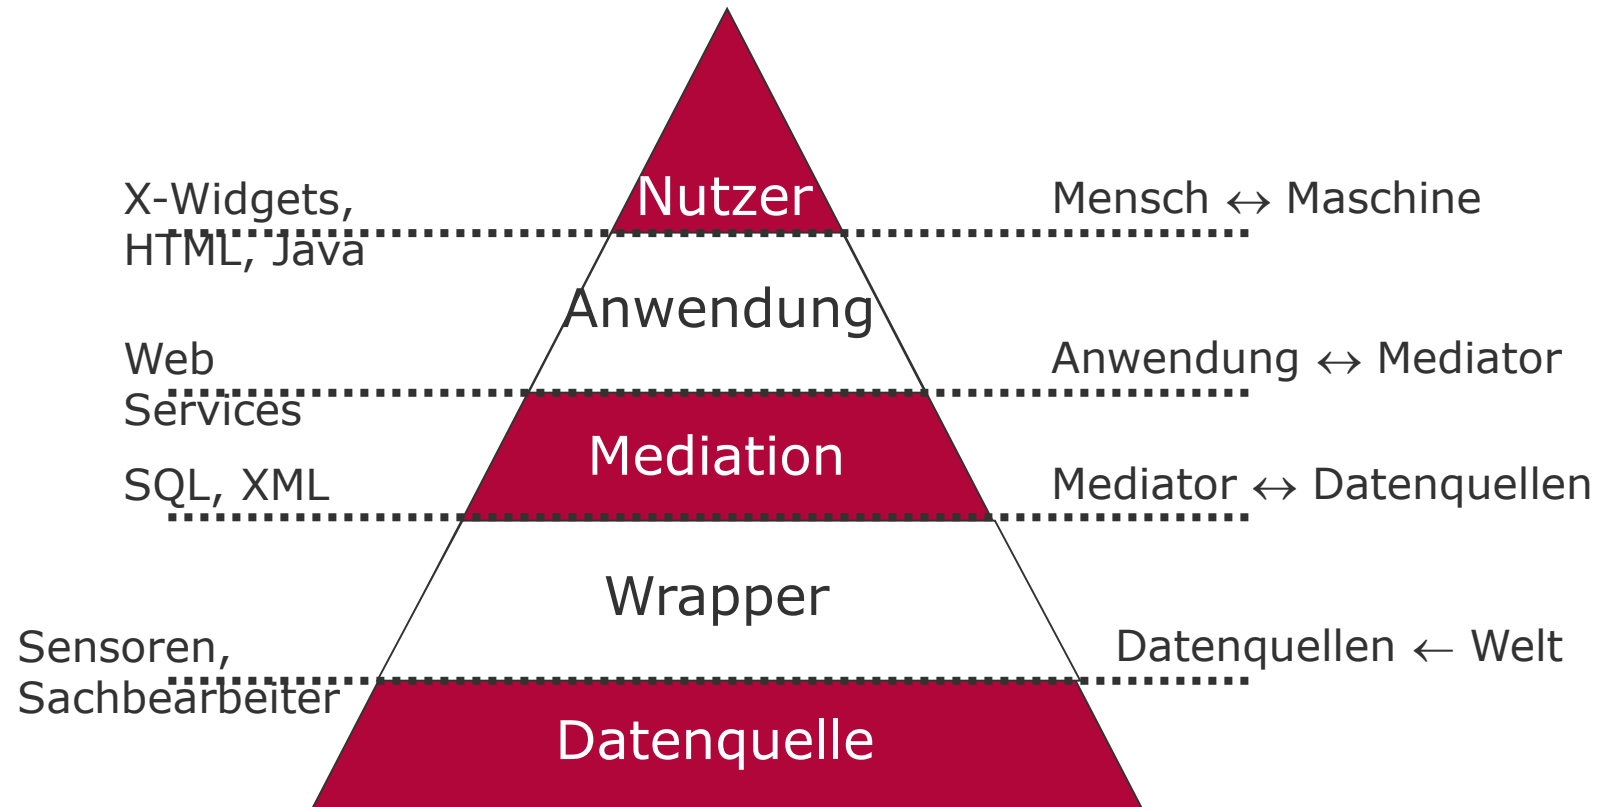 Nutzer
X-Widgets,
HTML, Java
Mensch ↔ Maschine
Anwendung
Web
Services
Anwendung ↔ Mediator
Mediation
SQL, XML
Mediator ↔ Datenquellen
Wrapper
Sensoren,
Sachbearbeiter
Datenquellen ← Welt
Datenquelle